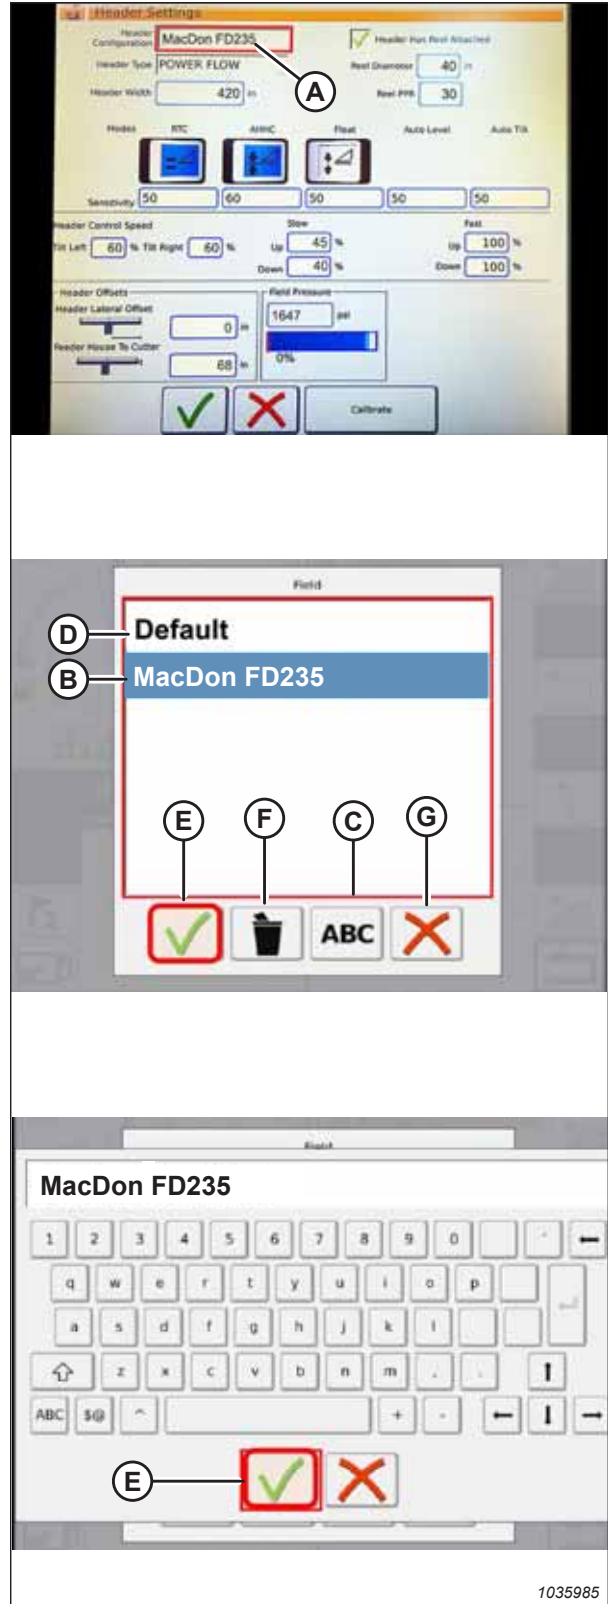 Header Settings
Header Configuration MacDon FD235 Header Has Reel Attached
Header Type POWER FLOW Reel Diameter 40 in
A
Header Width 420 in Reel PPR 30
Modes RTC AHHC Float Auto Level Auto Tilt
Sensitivity 50 60 50 50 50
Header Control Speed Slow Fast
Tilt Left 60 % Tilt Right 60 % Up 45 % Up 100 %
Down 40 % Down 100 %
Header Offsets Field Pressure
Header Lateral Offset 0 in 1647 psi
Feeder House To Cutter 68 in 0%
Calibrate
Field
D Default
B MacDon FD235
E F C G
ABC
Field
MacDon FD235
1 2 3 4 5 6 7 8 9 0 '
q w e r t y u i o p
a s d f g h j k l
z x c v b n m , .
ABC $@ ^ + -
E
1035985